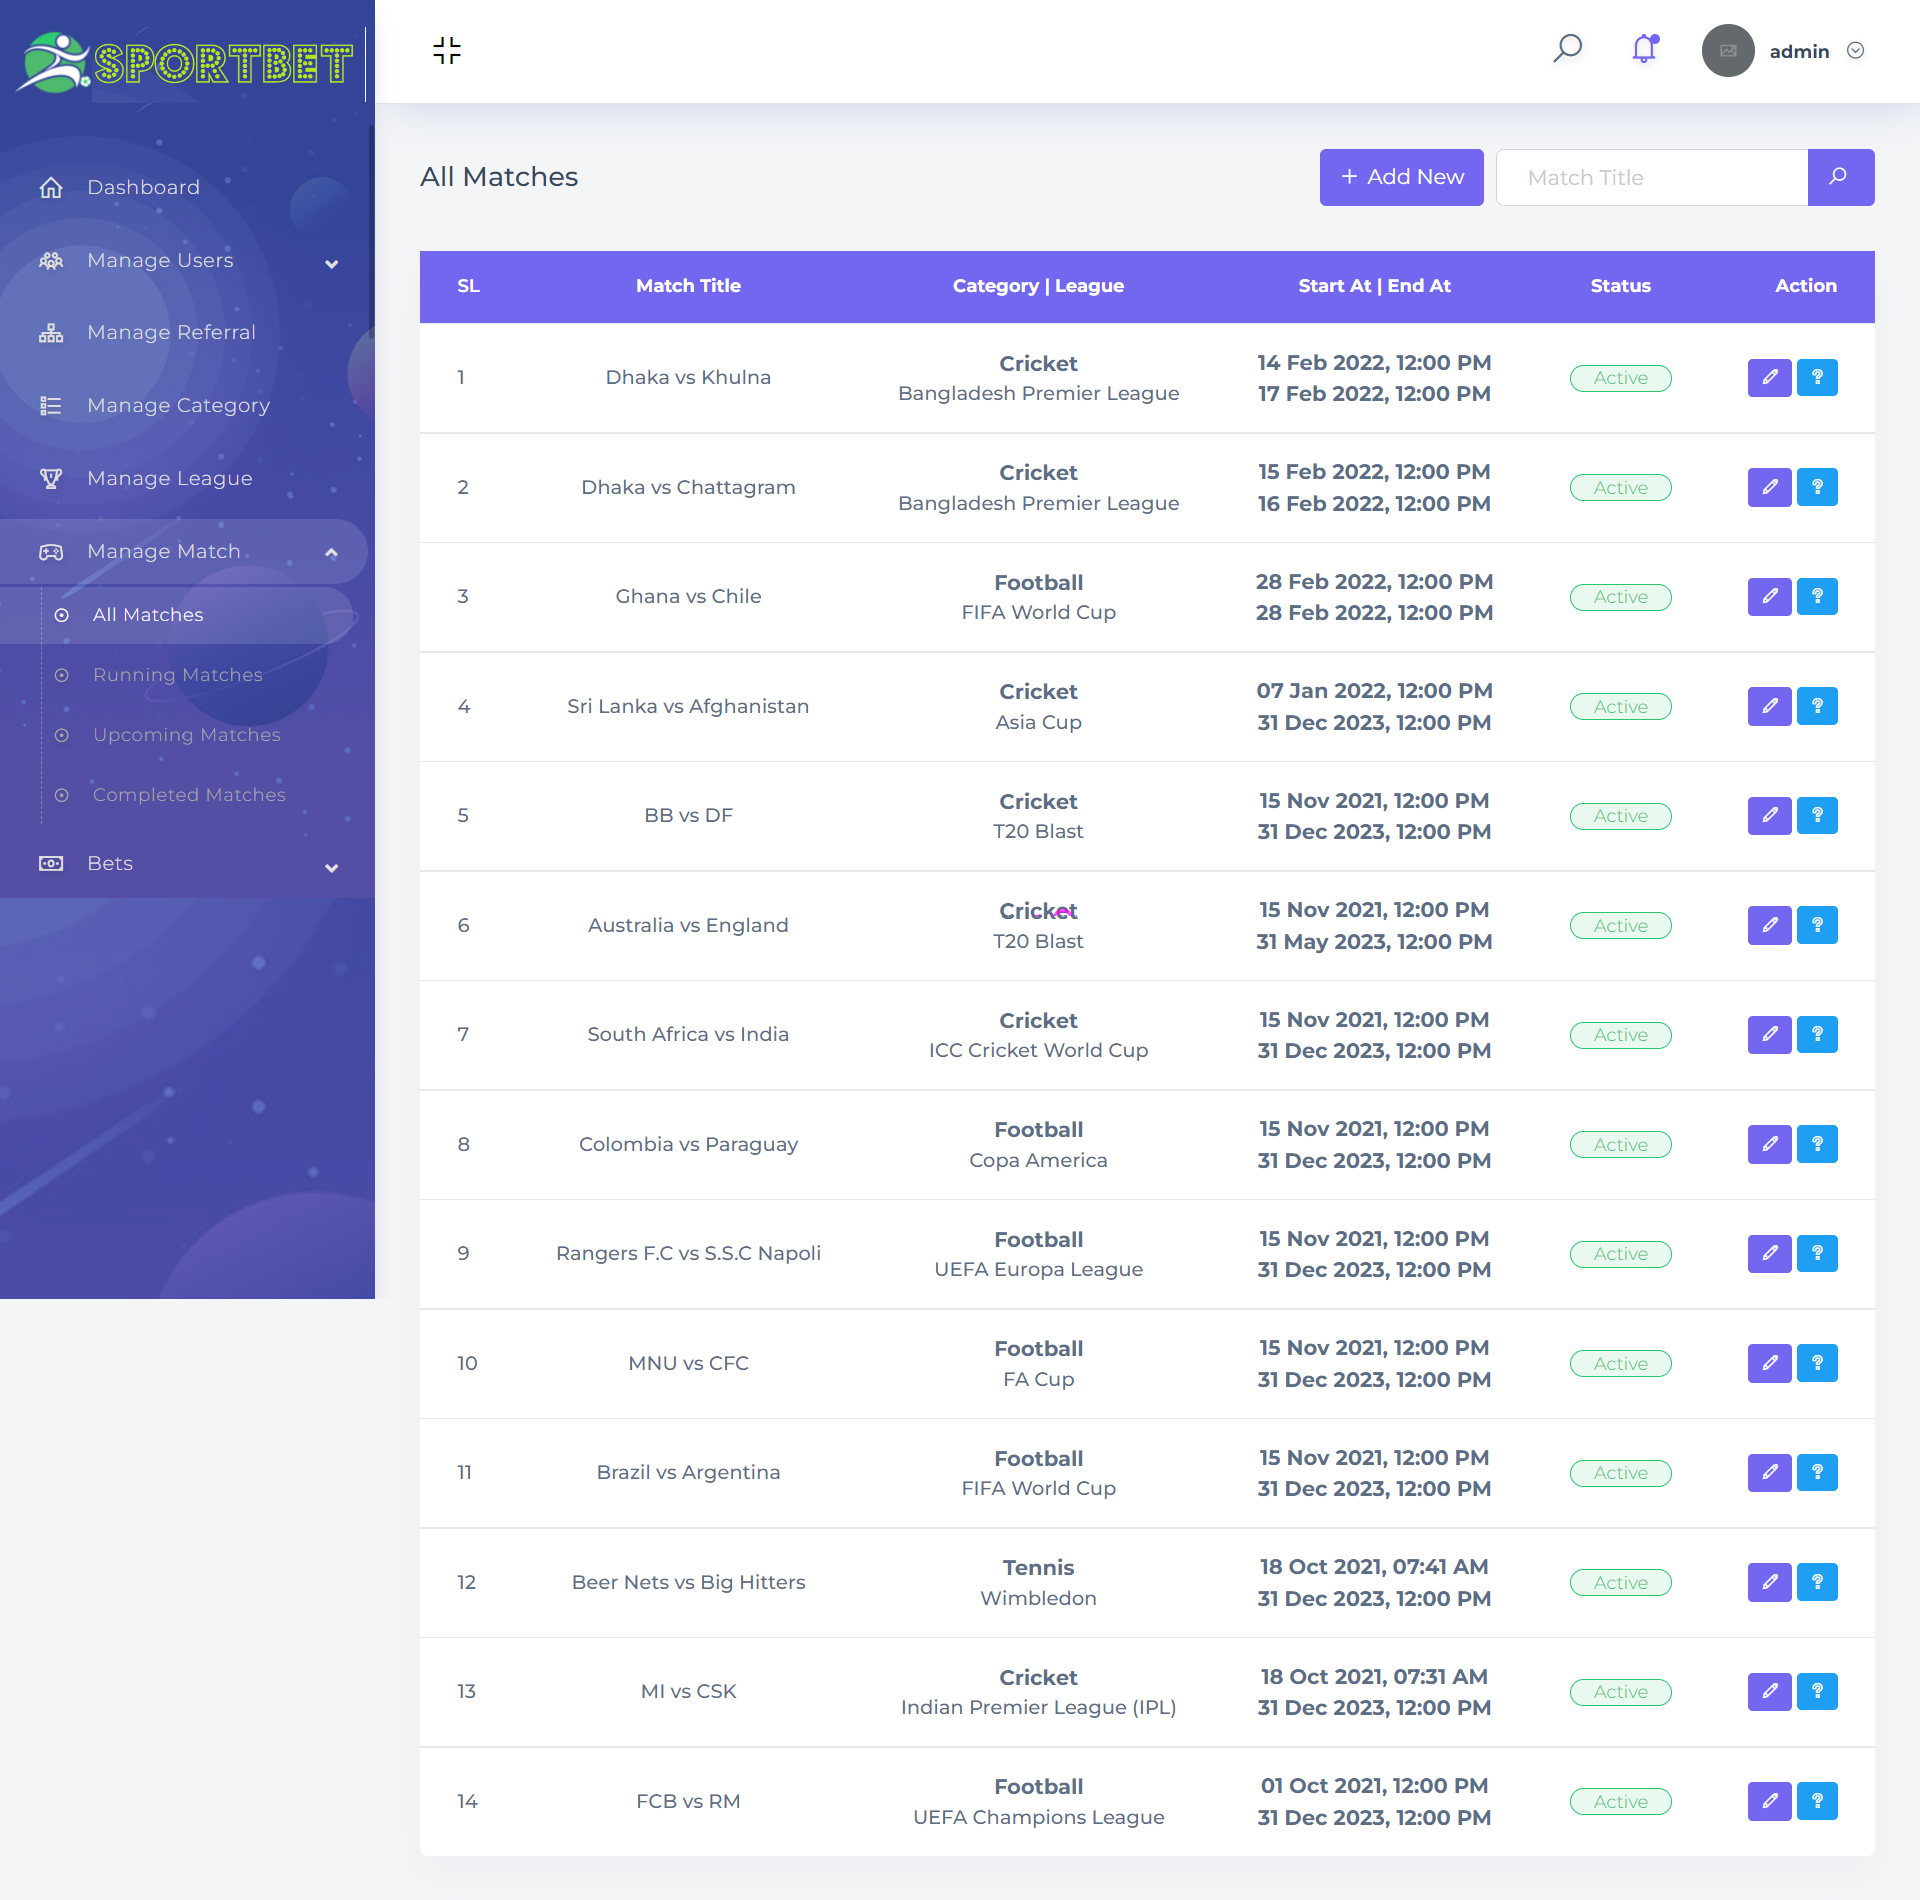 SPORTBET
admin
Dashboard
Manage Users
Manage Referral
Manage Category
Manage League
Manage Match
All Matches
Running Matches
Upcoming Matches
Completed Matches
Bets
All Matches
+ Add New
Match Title
SL Match Title Category | League Start At | End At Status Action
1 Dhaka vs Khulna Cricket 14 Feb 2022, 12:00 PM Active
Bangladesh Premier League 17 Feb 2022, 12:00 PM
2 Dhaka vs Chattagram Cricket 15 Feb 2022, 12:00 PM Active
Bangladesh Premier League 16 Feb 2022, 12:00 PM
3 Ghana vs Chile Football 28 Feb 2022, 12:00 PM Active
FIFA World Cup 28 Feb 2022, 12:00 PM
4 Sri Lanka vs Afghanistan Cricket 07 Jan 2022, 12:00 PM Active
Asia Cup 31 Dec 2023, 12:00 PM
5 BB vs DF Cricket 15 Nov 2021, 12:00 PM Active
T20 Blast 31 Dec 2023, 12:00 PM
6 Australia vs England Cricket 15 Nov 2021, 12:00 PM Active
T20 Blast 31 May 2023, 12:00 PM
7 South Africa vs India Cricket 15 Nov 2021, 12:00 PM Active
ICC Cricket World Cup 31 Dec 2023, 12:00 PM
8 Colombia vs Paraguay Football 15 Nov 2021, 12:00 PM Active
Copa America 31 Dec 2023, 12:00 PM
9 Rangers F.C vs S.S.C Napoli Football 15 Nov 2021, 12:00 PM Active
UEFA Europa League 31 Dec 2023, 12:00 PM
10 MNU vs CFC Football 15 Nov 2021, 12:00 PM Active
FA Cup 31 Dec 2023, 12:00 PM
11 Brazil vs Argentina Football 15 Nov 2021, 12:00 PM Active
FIFA World Cup 31 Dec 2023, 12:00 PM
12 Beer Nets vs Big Hitters Tennis 18 Oct 2021, 07:41 AM Active
Wimbledon 31 Dec 2023, 12:00 PM
13 MI vs CSK Cricket 18 Oct 2021, 07:31 AM Active
Indian Premier League (IPL) 31 Dec 2023, 12:00 PM
14 FCB vs RM Football 01 Oct 2021, 12:00 PM Active
UEFA Champions League 31 Dec 2023, 12:00 PM